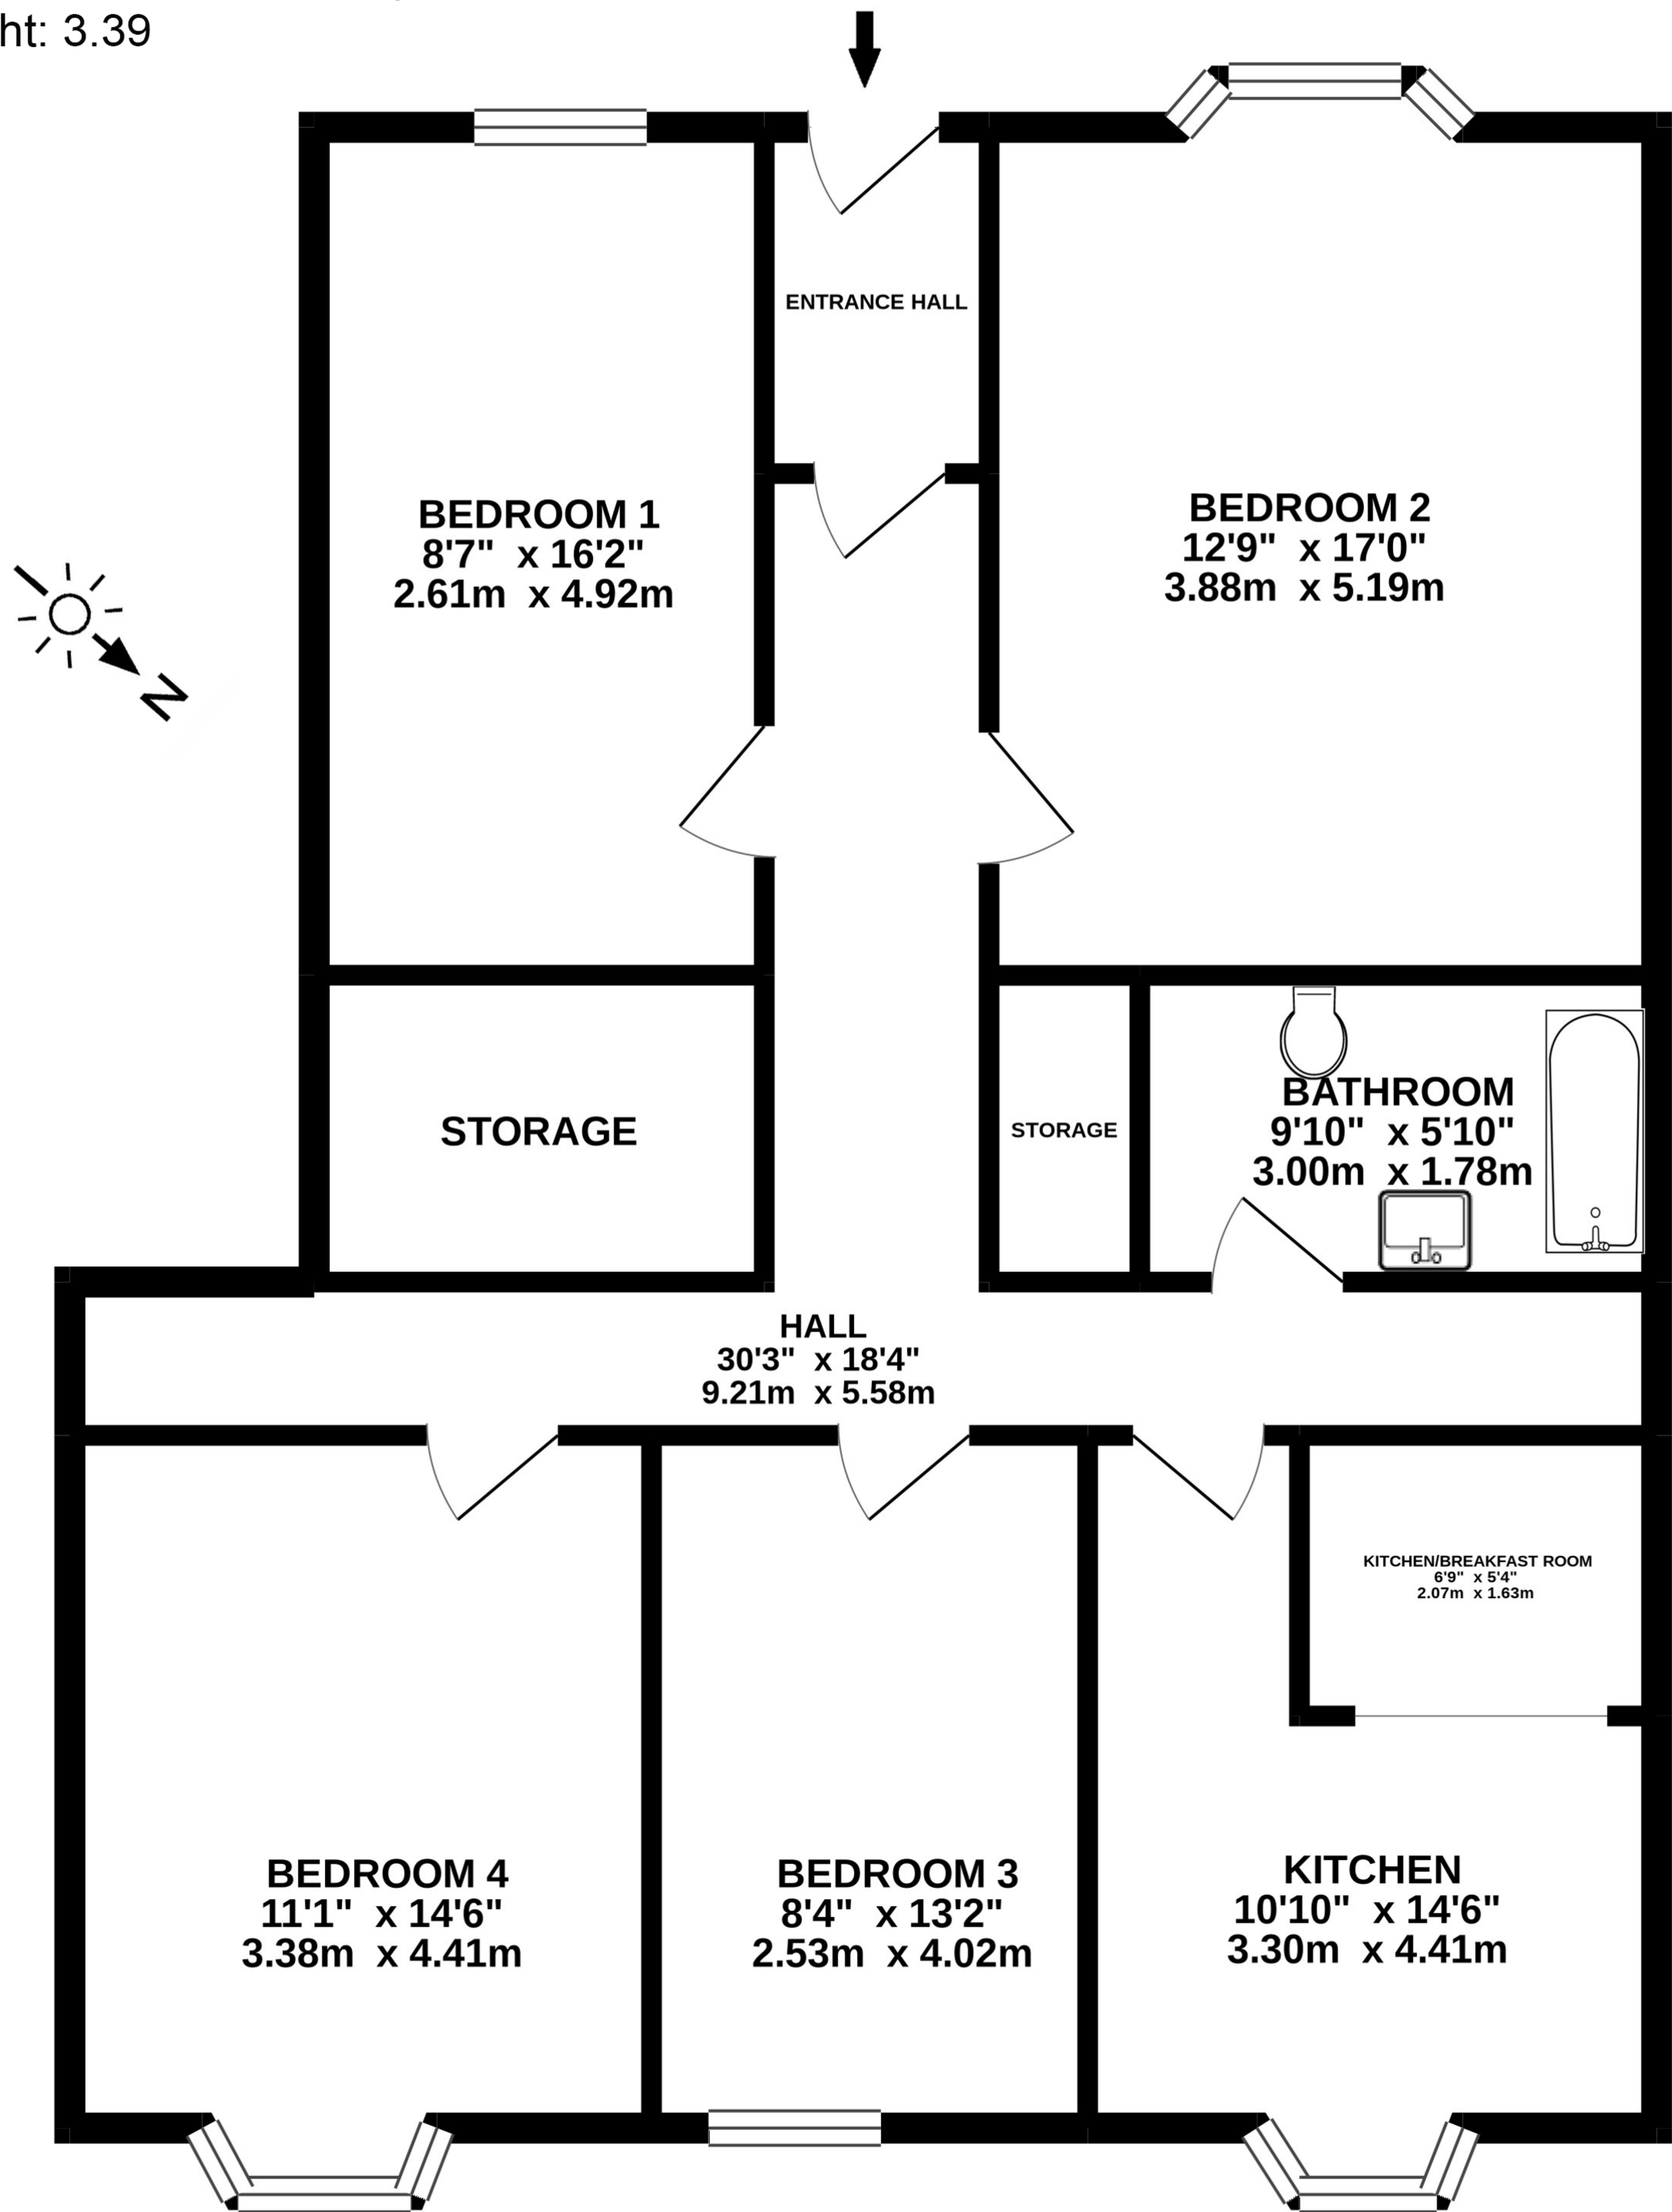 ht: 3.39
ENTRANCE HALL
BEDROOM 1
8'7" x 16'2"
2.61m x 4.92m
BEDROOM 2
12'9" x 17'0"
3.88m x 5.19m
N
STORAGE
STORAGE
BATHROOM
9'10" x 5'10"
3.00m x 1.78m
HALL
30'3" x 18'4"
9.21m x 5.58m
KITCHEN/BREAKFAST ROOM
6'9" x 5'4"
2.07m x 1.63m
BEDROOM 4
11'1" x 14'6"
3.38m x 4.41m
BEDROOM 3
8'4" x 13'2"
2.53m x 4.02m
KITCHEN
10'10" x 14'6"
3.30m x 4.41m